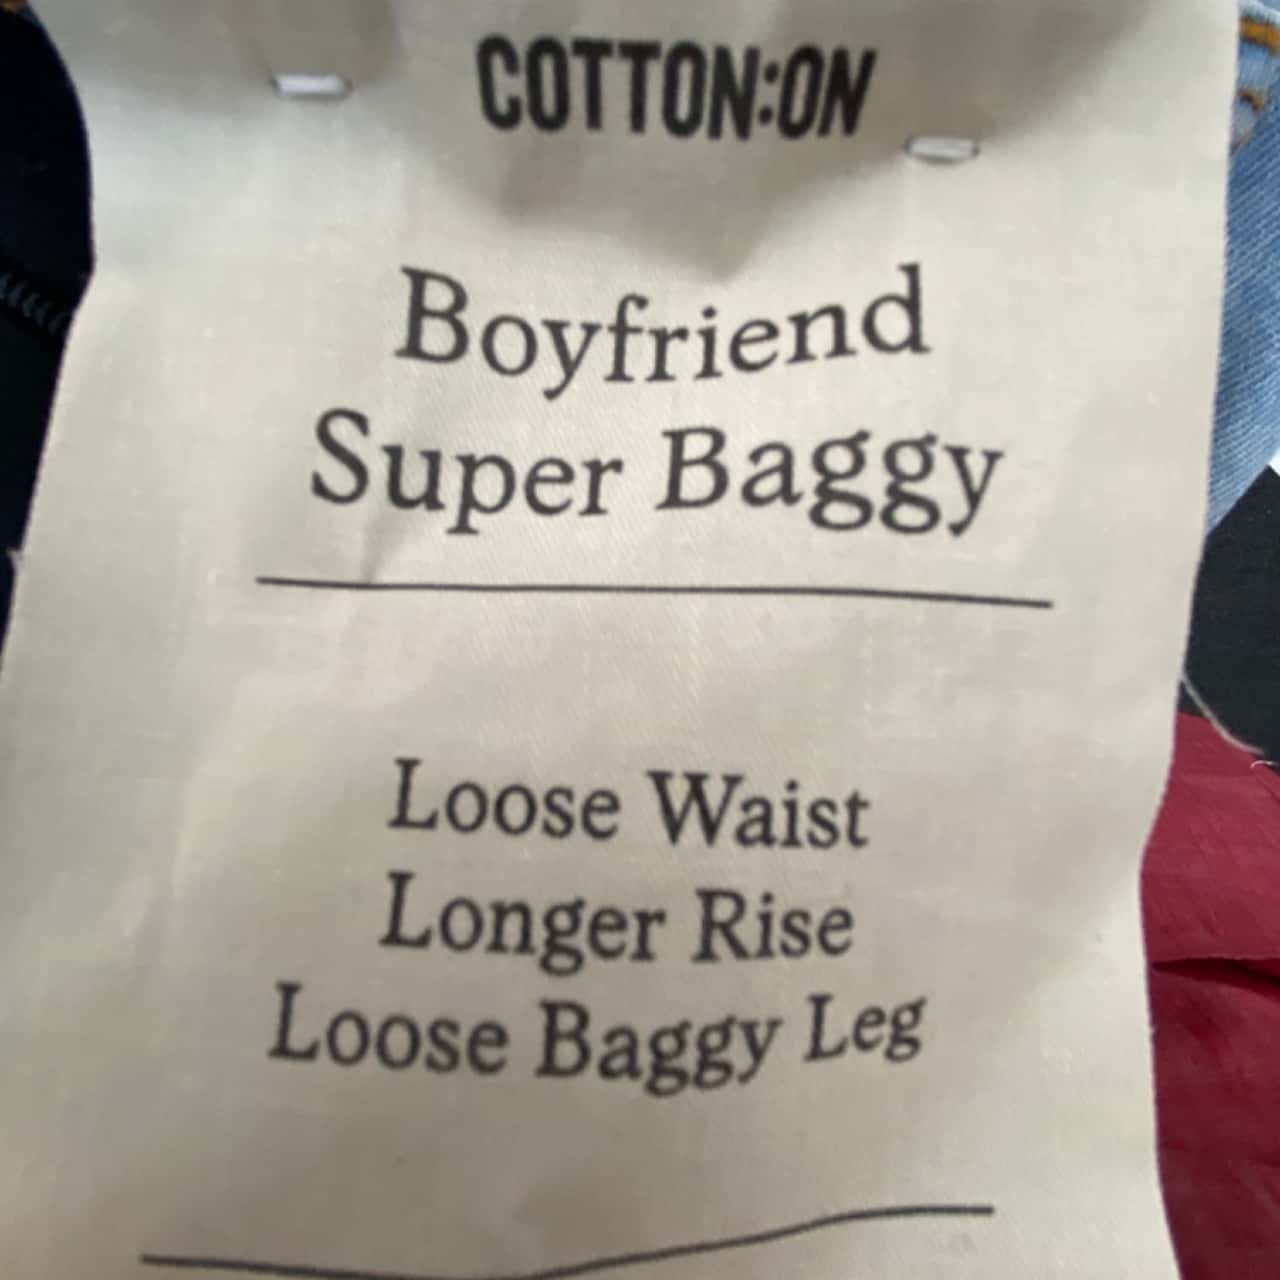 COTTON:ON
Boyfriend
Super Baggy
Loose Waist
Longer Rise
Loose Baggy Leg